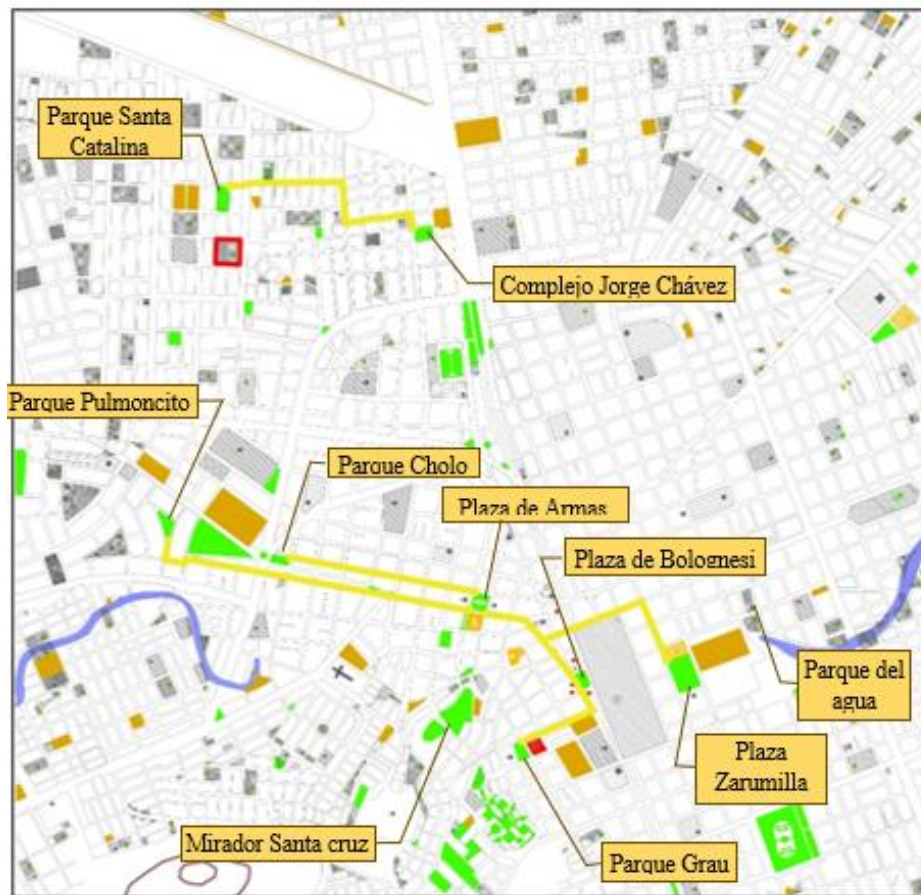 Parque Santa
Catalina
Complejo Jorge Chávez
Parque Pulmoncito
Parque Cholo
Plaza de Armas
Plaza de Bolognesi
Parque del
agua
Plaza
Zarumilla
Mirador Santa cruz
Parque Grau